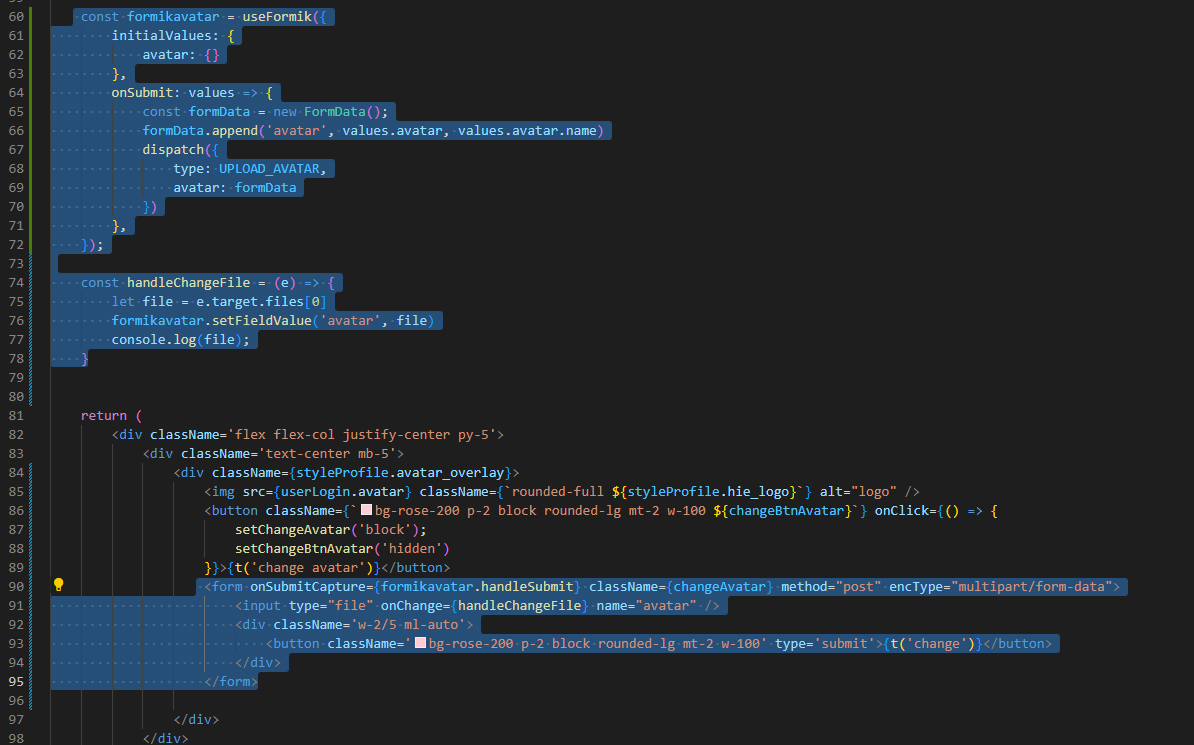 60 const formikavatar = useFormik({
61 initialValues: {
62 avatar: {}
63 },
64 onSubmit: values => {
65 const formData = new FormData();
66 formData.append('avatar', values.avatar, values.avatar.name)
67 dispatch({
68 type: UPLOAD_AVATAR,
69 avatar: formData
70 })
71 },
72 });
73
74 const handleChangeFile = (e) => {
75 let file = e.target.files[0]
76 formikavatar.setFieldValue('avatar', file)
77 console.log(file);
78 }
79
80
81 return (
82 <div className='flex flex-col justify-center py-5'>
83 <div className='text-center mb-5'>
84 <div className={styleProfile.avatar_overlay}>
85 <img src={userLogin.avatar} className={`rounded-full ${styleProfile.hie_logo}`} alt="logo" />
86 <button className={`bg-rose-200 p-2 block rounded-lg mt-2 w-100 ${changeBtnAvatar}`} onClick={() => {
87 setChangeAvatar('block');
88 setChangeBtnAvatar('hidden')
89 }}>{t('change avatar')}</button>
90 <form onSubmitCapture={formikavatar.handleSubmit} className={changeAvatar} method="post" encType="multipart/form-data">
91 <input type="file" onChange={handleChangeFile} name="avatar" />
92 <div className='w-2/5 ml-auto'>
93 <button className='bg-rose-200 p-2 block rounded-lg mt-2 w-100' type='submit'>{t('change')}</button>
94 </div>
95 </form>
96
97 </div>
98 </div>